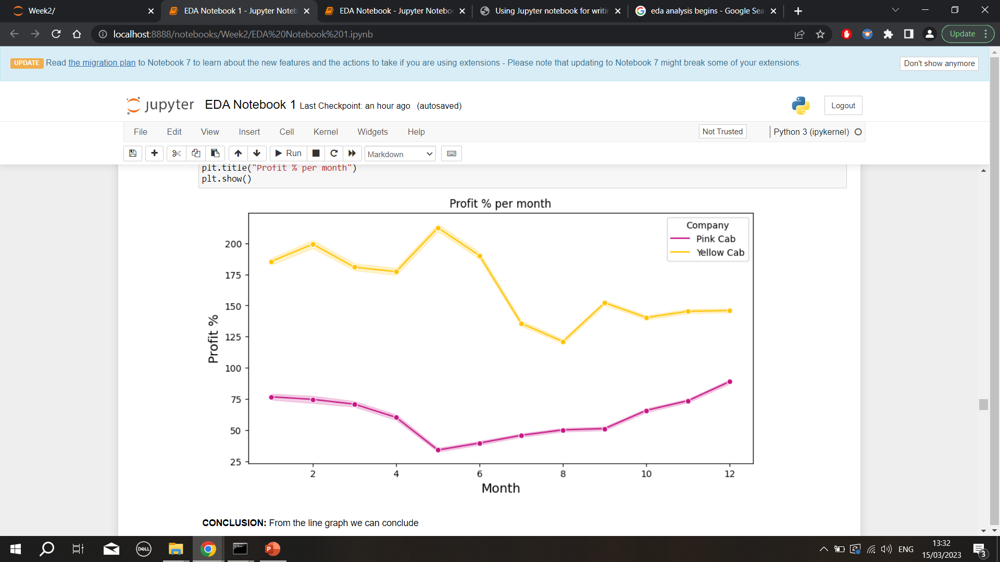 Week2/
EDA Notebook 1 - Jupyter Noteb
EDA Notebook - Jupyter Noteboo
Using Jupyter notebook for writin
eda analysis begins - Google Sea
localhost:8888/notebooks/Week2/EDA%20Notebook%201.ipynb
Update
UPDATE Read the migration plan to Notebook 7 to learn about the new features and the actions to take if you are using extensions - Please note that updating to Notebook 7 might break some of your extensions.
Don't show anymore
jupyter EDA Notebook 1 Last Checkpoint: an hour ago (autosaved)
Logout
File Edit View Insert Cell Kernel Widgets Help
Not Trusted
Python 3 (ipykernel)
Run
Markdown
plt.title("Profit % per month")
plt.show()
Profit % per month
Company
Pink Cab
Yellow Cab
200
175
150
125
100
75
50
25
Profit %
2 4 6 8 10 12
Month
CONCLUSION: From the line graph we can conclude
DELL
P
ENG
13:32
15/03/2023
3